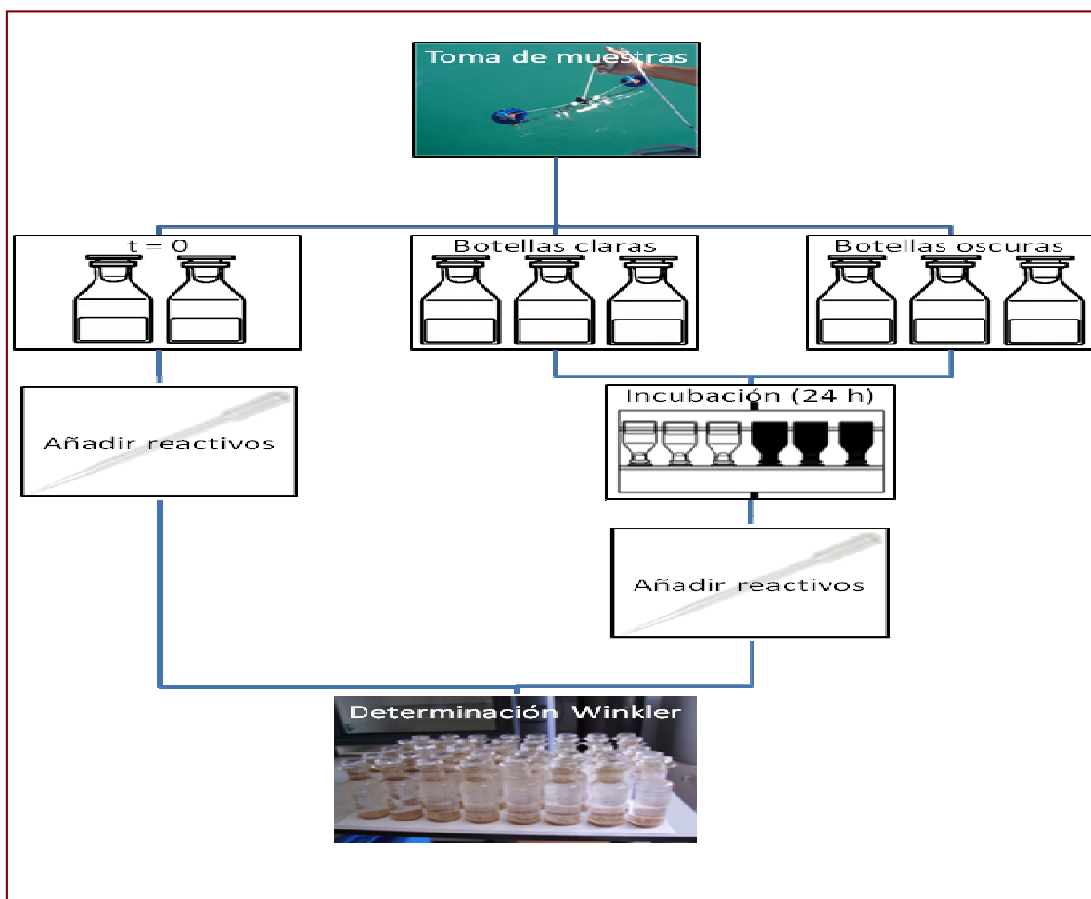 Toma de muestras
t = 0
Botellas claras
Botellas oscuras
Incubación (24 h)
Añadir reactivos
Añadir reactivos
Determinación Winkler